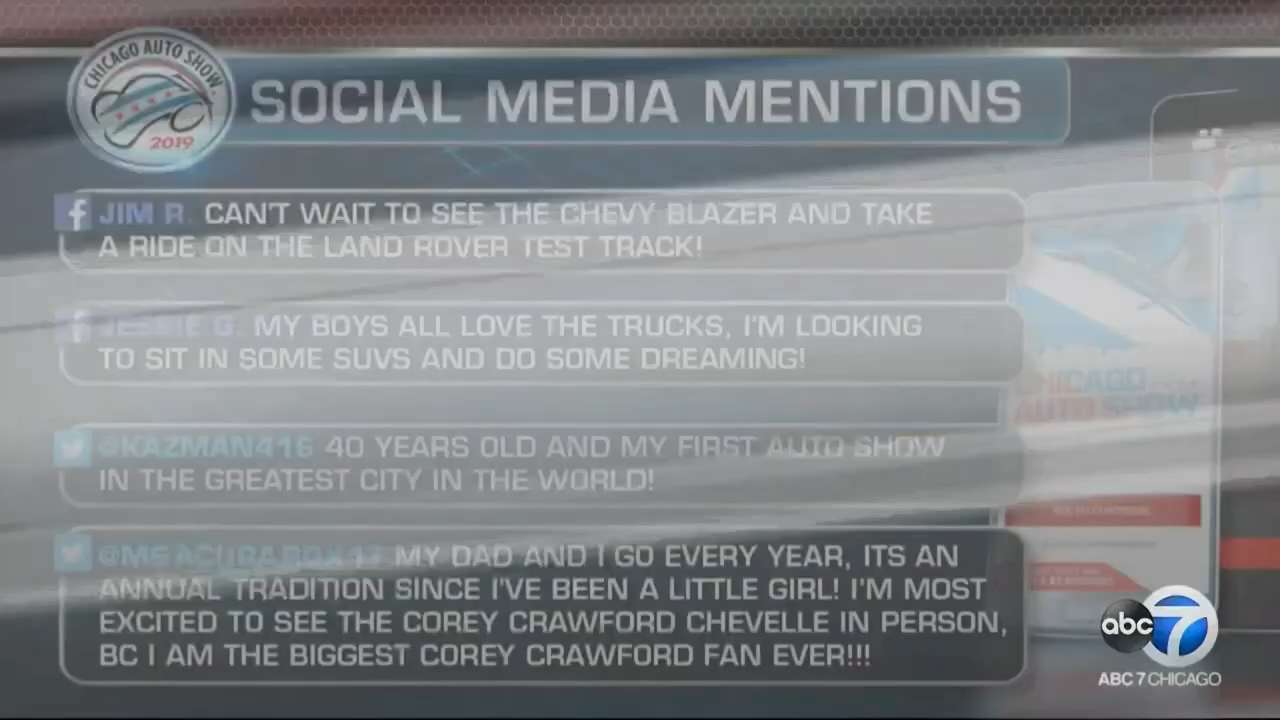 CHICAGO AUTO SHOW
2019
SOCIAL MEDIA MENTIONS
JIM R. CAN'T WAIT TO SEE THE CHEVY BLAZER AND TAKE
A RIDE ON THE LAND ROVER TEST TRACK!
JESSIE G. MY BOYS ALL LOVE THE TRUCKS, I'M LOOKING
TO SIT IN SOME SUVS AND DO SOME DREAMING!
@KAZMAN416 40 YEARS OLD AND MY FIRST AUTO SHOW
IN THE GREATEST CITY IN THE WORLD!
MY DAD AND I GO EVERY YEAR, ITS AN
ANNUAL TRADITION SINCE I'VE BEEN A LITTLE GIRL! I'M MOST
EXCITED TO SEE THE COREY CRAWFORD CHEVELLE IN PERSON,
BC I AM THE BIGGEST COREY CRAWFORD FAN EVER!!!
CHICAGO
AUTO SHOW
abc 7
ABC 7 CHICAGO